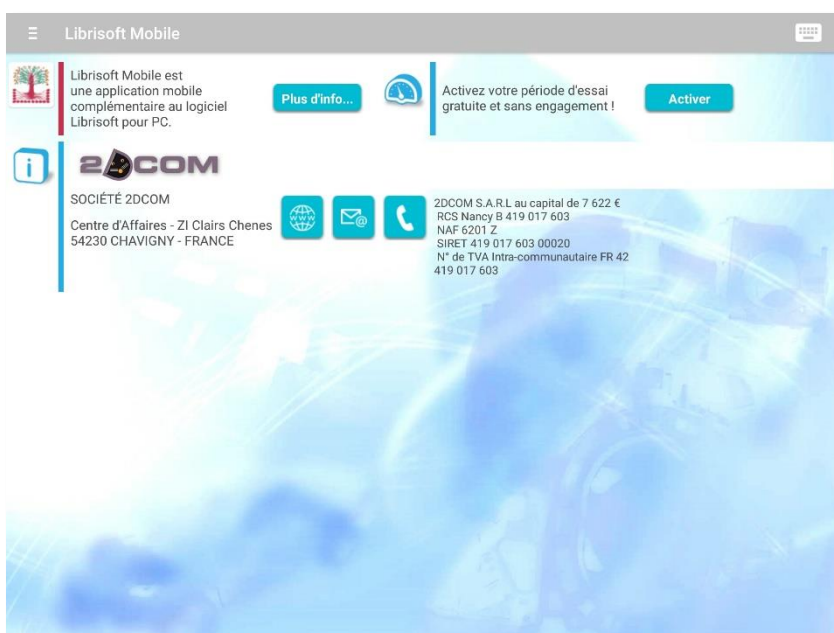 Librisoft Mobile
Librisoft Mobile est
une application mobile
complémentaire au logiciel
Librisoft pour PC.
Plus d'info...
Activez votre période d'essai
gratuite et sans engagement !
Activer
i
2DCOM
SOCIÉTÉ 2DCOM
Centre d'Affaires - ZI Clairs Chenes
54230 CHAVIGNY - FRANCE
www
@
2DCOM S.A.R.L au capital de 7 622 €
RCS Nancy B 419 017 603
NAF 6201 Z
SIRET 419 017 603 00020
N° de TVA Intra-communautaire FR 42
419 017 603